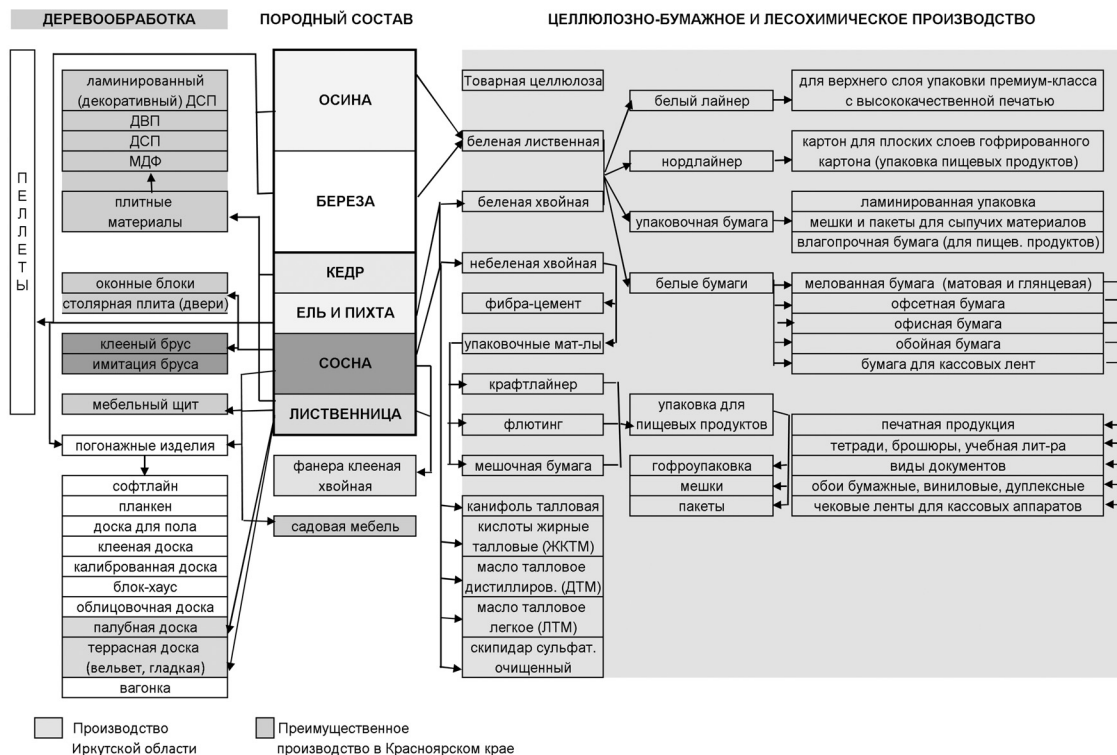 ДЕРЕВООБРАБОТКА
ПОРОДНЫЙ СОСТАВ
ЦЕЛЛЮЛОЗНО-БУМАЖНОЕ И ЛЕСОХИМИЧЕСКОЕ ПРОИЗВОДСТВО
ПЕЛЛЕТЫ
ламинированный
(декоративный) ДСП
ДВП
ДСП
МДФ
плитные
материалы
оконные блоки
столярная плита (двери)
клееный брус
имитация бруса
мебельный щит
погонажные изделия
софтлайн
планкен
доска для пола
клееная доска
калиброванная доска
блок-хаус
облицовочная доска
палубная доска
террасная доска
(вельвет, гладкая)
вагонка
ОСИНА
БЕРЕЗА
КЕДР
ЕЛЬ И ПИХТА
СОСНА
ЛИСТВЕННИЦА
фанера клееная
хвойная
садовая мебель
Товарная целлюлоза
беленая лиственная
беленая хвойная
небеленая хвойная
фибра-цемент
упаковочные мат-лы
крафтлайнер
флютинг
мешочная бумага
канифоль талловая
кислоты жирные
талловые (ЖКТМ)
масло талловое
дистиллиров. (ДТМ)
масло талловое
легкое (ЛТМ)
скипидар сульфат.
очищенный
белый лайнер
нордлайнер
упаковочная бумага
белые бумаги
упаковка для
пищевых продуктов
гофроупаковка
мешки
пакеты
для верхнего слоя упаковки премиум-класса
с высококачественной печатью
картон для плоских слоев гофрированного
картона (упаковка пищевых продуктов)
ламинированная упаковка
мешки и пакеты для сыпучих материалов
влагопрочная бумага (для пищев. продуктов)
мелованная бумага (матовая и глянцевая)
офсетная бумага
офисная бумага
обойная бумага
бумага для кассовых лент
печатная продукция
тетради, брошюры, учебная лит-ра
виды документов
обои бумажные, виниловые, дуплексные
чековые ленты для кассовых аппаратов
Производство
Иркутской области
Преимущественное
производство в Красноярском крае